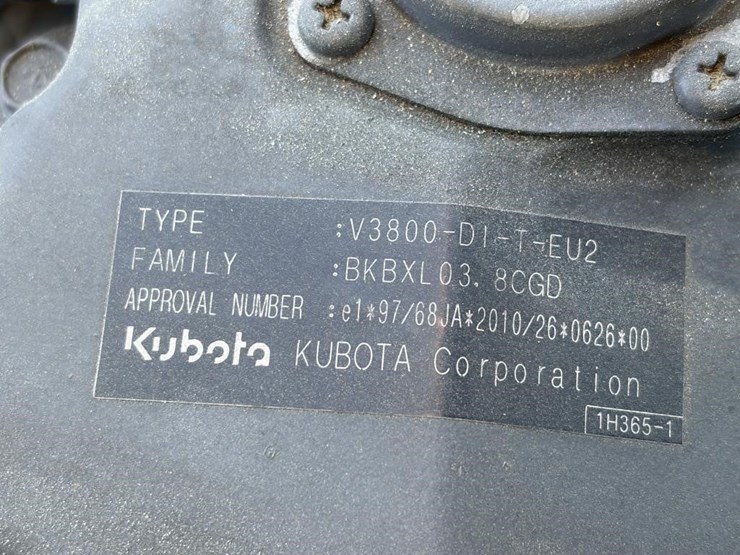 TYPE :V3800-DI-T-EU2
FAMILY :BKBXL03.8CGD
APPROVAL NUMBER :e1*97/68JA*2010/26*0626*00
Kubota KUBOTA Corporation
1H365-1